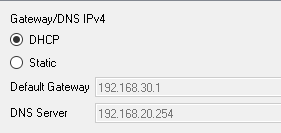 Gateway/DNS IPv4
DHCP
Static
Default Gateway 192.168.30.1
DNS Server 192.168.20.254